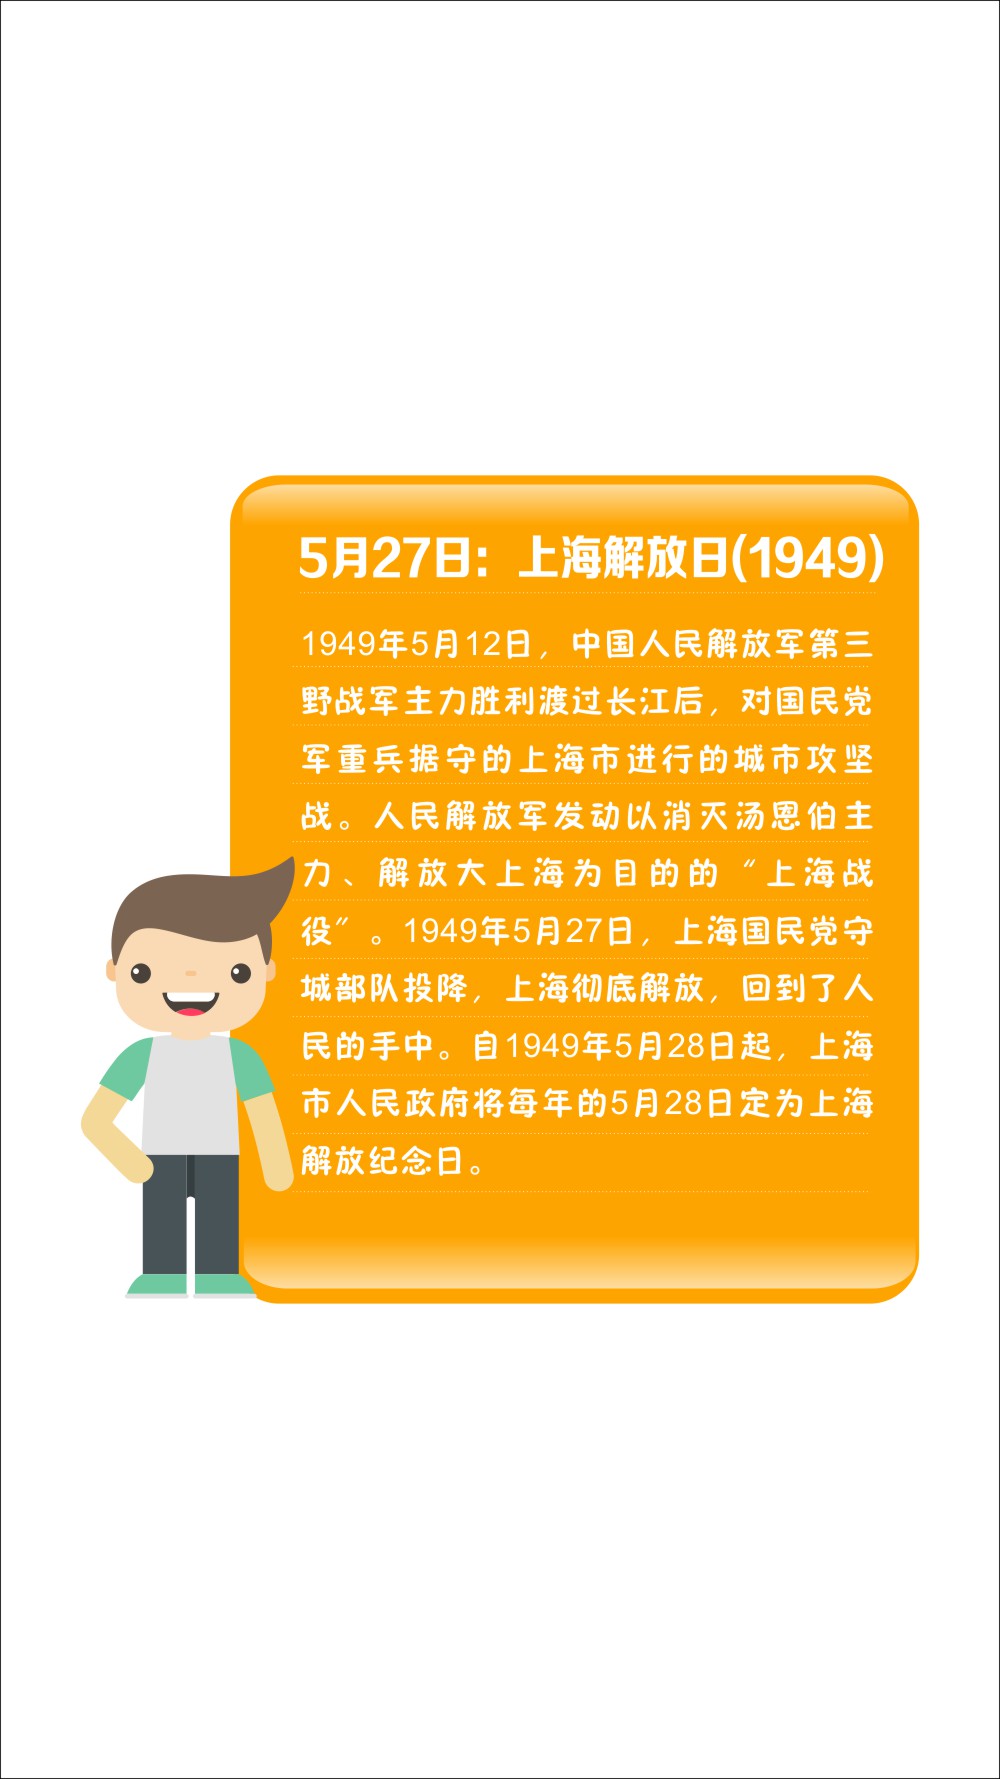 5月27日：上海解放日(1949)
1949年5月12日，中国人民解放军第三
野战军主力胜利渡过长江后，对国民党
军重兵据守的上海市进行的城市攻坚
战。人民解放军发动以消灭汤恩伯主
力、解放大上海为目的的“上海战
役”。1949年5月27日，上海国民党守
城部队投降，上海彻底解放，回到了人
民的手中。自1949年5月28日起，上海
市人民政府将每年的5月28日定为上海
解放纪念日。